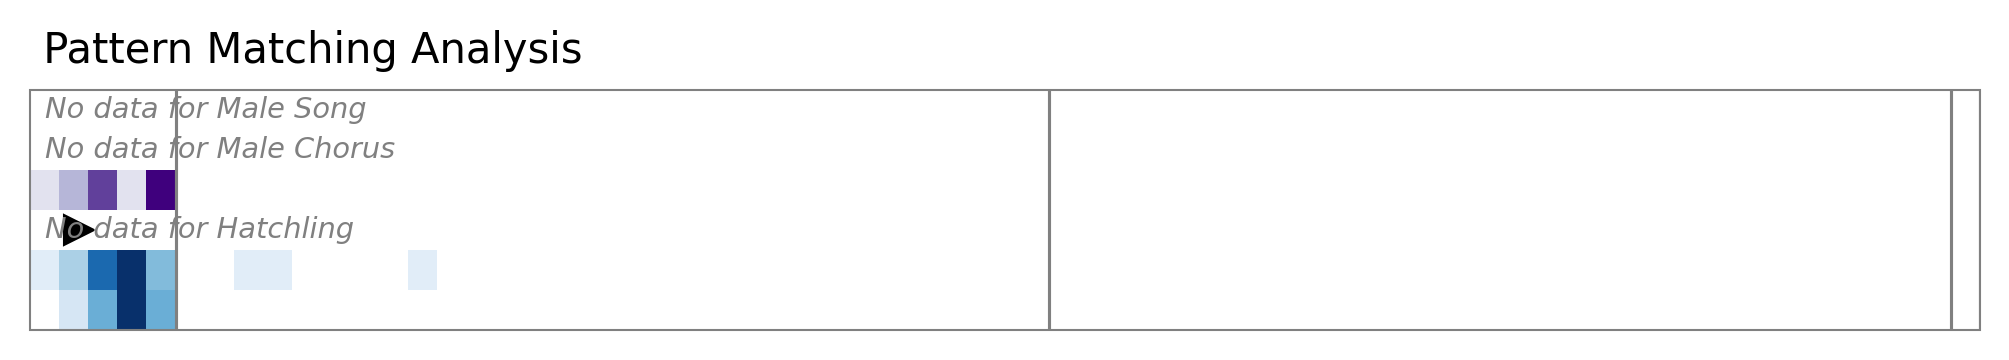 Pattern Matching Analysis
No data for Male Song
No data for Male Chorus
No data for Hatchling